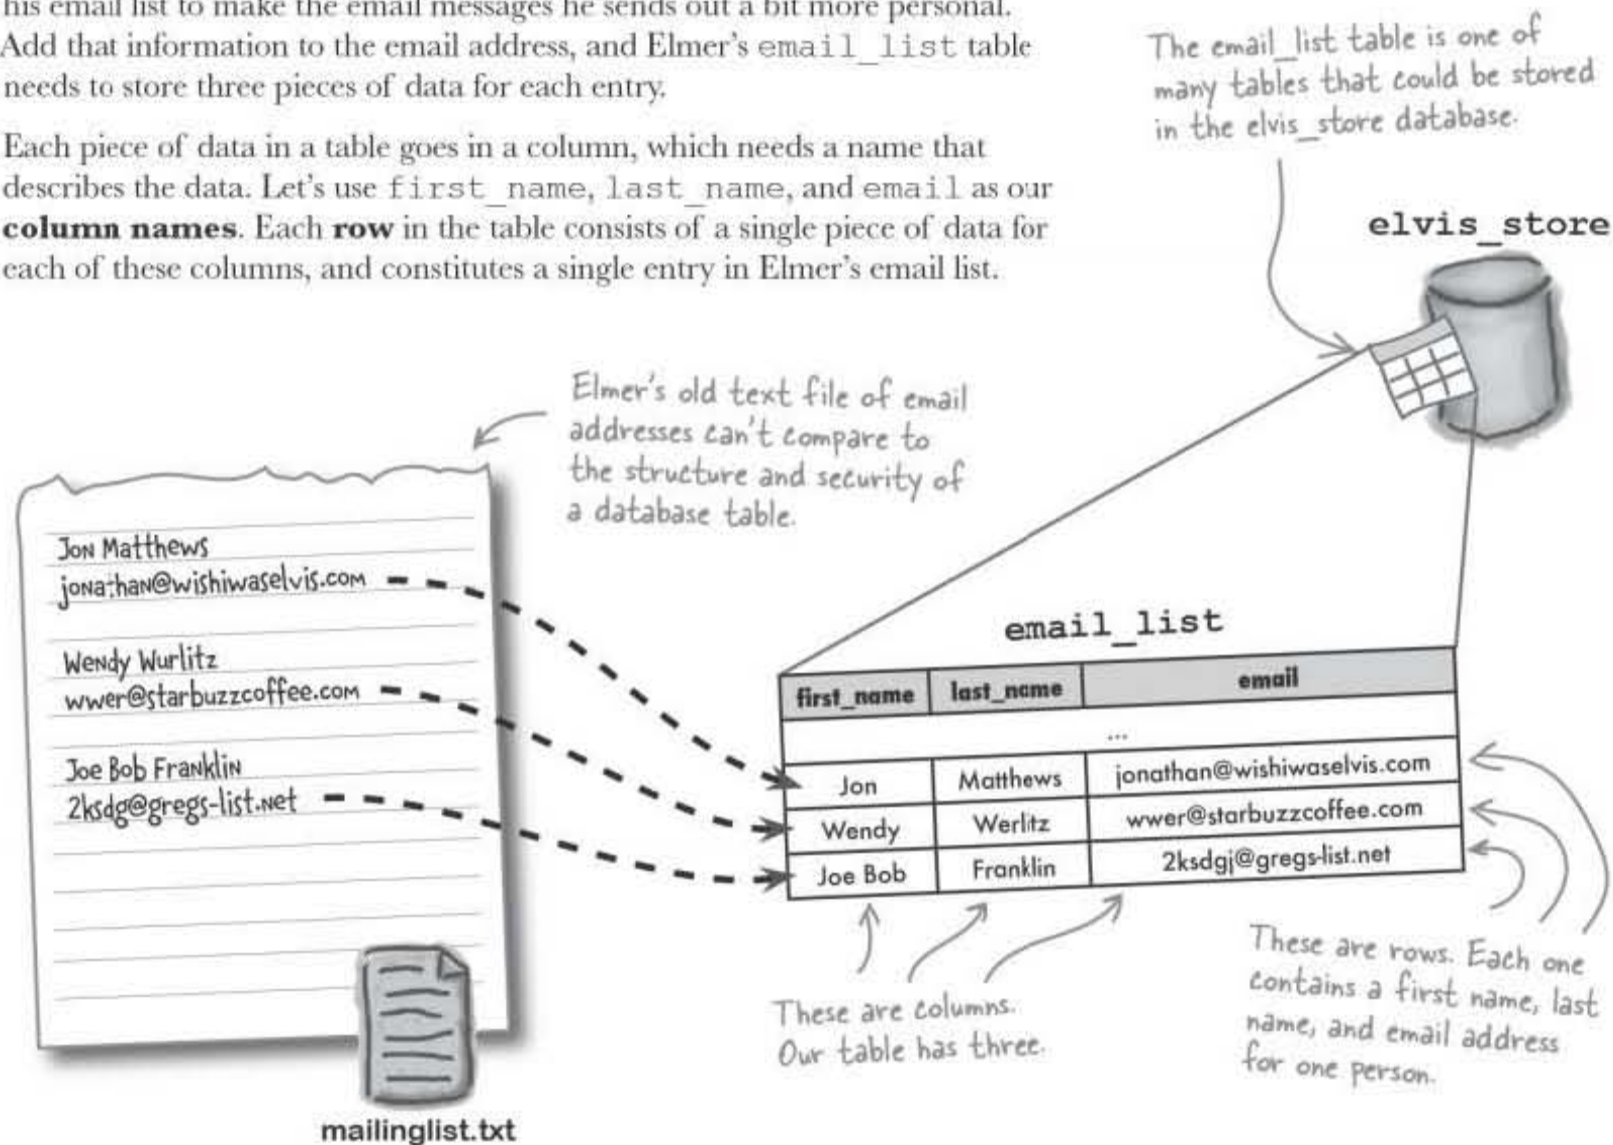 his email list to make the email messages he sends out a bit more personal.
Add that information to the email address, and Elmer's email_list table
needs to store three pieces of data for each entry.
Each piece of data in a table goes in a column, which needs a name that
describes the data. Let's use first_name, last_name, and email as our
column names. Each row in the table consists of a single piece of data for
each of these columns, and constitutes a single entry in Elmer's email list.
The email_list table is one of
many tables that could be stored
in the elvis_store database.
elvis_store
Elmer's old text file of email
addresses can't compare to
the structure and security of
a database table.
Jon Matthews
jonathan@wishiwaselvis.com
Wendy Wurlitz
wwer@starbuzzcoffee.com
Joe Bob Franklin
2ksdg@gregs-list.net
mailinglist.txt
email_list
first_name last_name email
...
Jon Matthews jonathan@wishiwaselvis.com
Wendy Werlitz wwer@starbuzzcoffee.com
Joe Bob Franklin 2ksdgj@gregs-list.net
These are columns.
Our table has three.
These are rows. Each one
contains a first name, last
name, and email address
for one person.